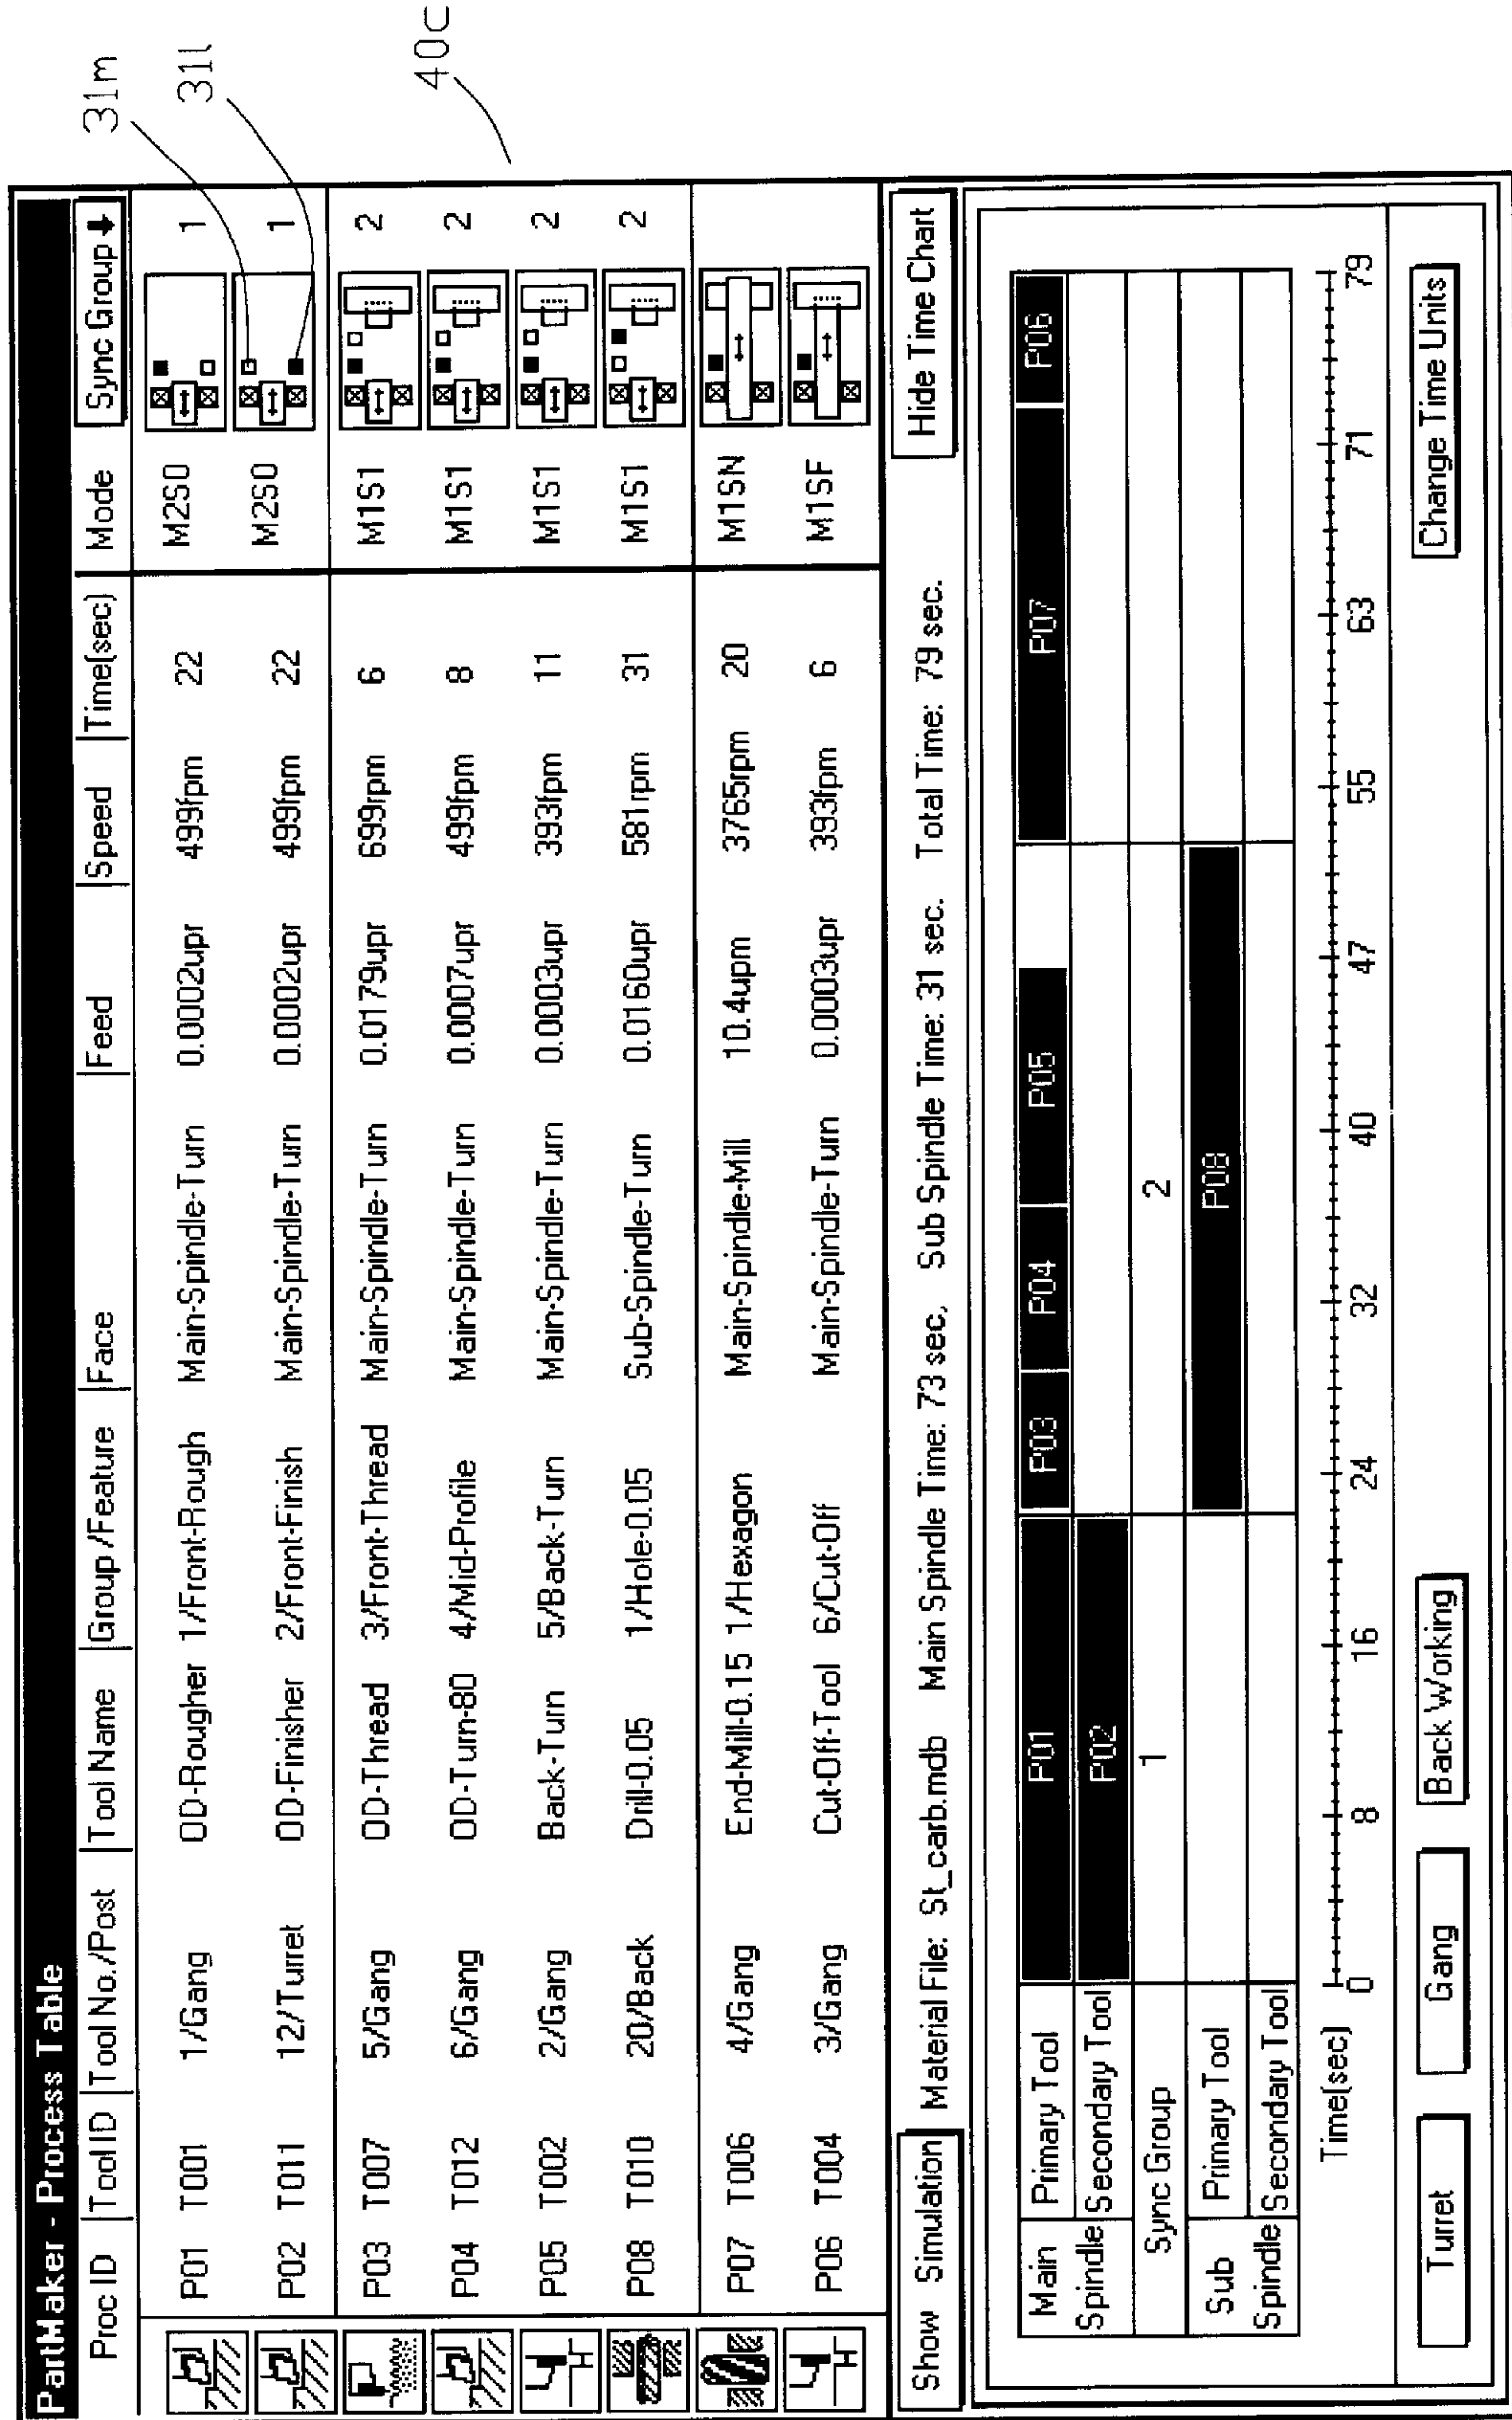 PartMaker - Process Table
Proc ID Tool ID Tool No./Post Tool Name Group /Feature Face Feed Speed Time(sec) Mode Sync Group
P01 T001 1/Gang OD-Rougher 1/Front-Rough Main-Spindle-Turn 0.0002upr 499fpm 22 M2S0 1
P02 T011 12/Turret OD-Finisher 2/Front-Finish Main-Spindle-Turn 0.0002upr 499fpm 22 M2S0 1
P03 T007 5/Gang OD-Thread 3/Front-Thread Main-Spindle-Turn 0.0179upr 699rpm 6 M1S1 2
P04 T012 6/Gang OD-Turn-80 4/Mid-Profile Main-Spindle-Turn 0.0007upr 499fpm 8 M1S1 2
P05 T002 2/Gang Back-Turn 5/Back-Turn Main-Spindle-Turn 0.0003upr 393fpm 11 M1S1 2
P08 T010 20/Back Drill-0.05 1/Hole-0.05 Sub-Spindle-Turn 0.0160upr 581rpm 31 M1S1 2
P07 T006 4/Gang End-Mill-0.15 1/Hexagon Main-Spindle-Mill 10.4upm 3765rpm 20 M1SN
P06 T004 3/Gang Cut-Off-Tool 6/Cut-Off Main-Spindle-Turn 0.0003upr 393fpm 6 M1SF
31m
31l
40c
Show Simulation Material File: St_carb.mdb Main Spindle Time: 73 sec, Sub Spindle Time: 31 sec. Total Time: 79 sec. Hide Time Chart
Main Spindle Primary Tool P01 P03 P04 P05 P07 P06
Secondary Tool P02
Sync Group 1 2
Sub Spindle Primary Tool P08
Secondary Tool
Time(sec) 0 8 16 24 32 40 47 55 63 71 79
Turret Gang Back Working Change Time Units